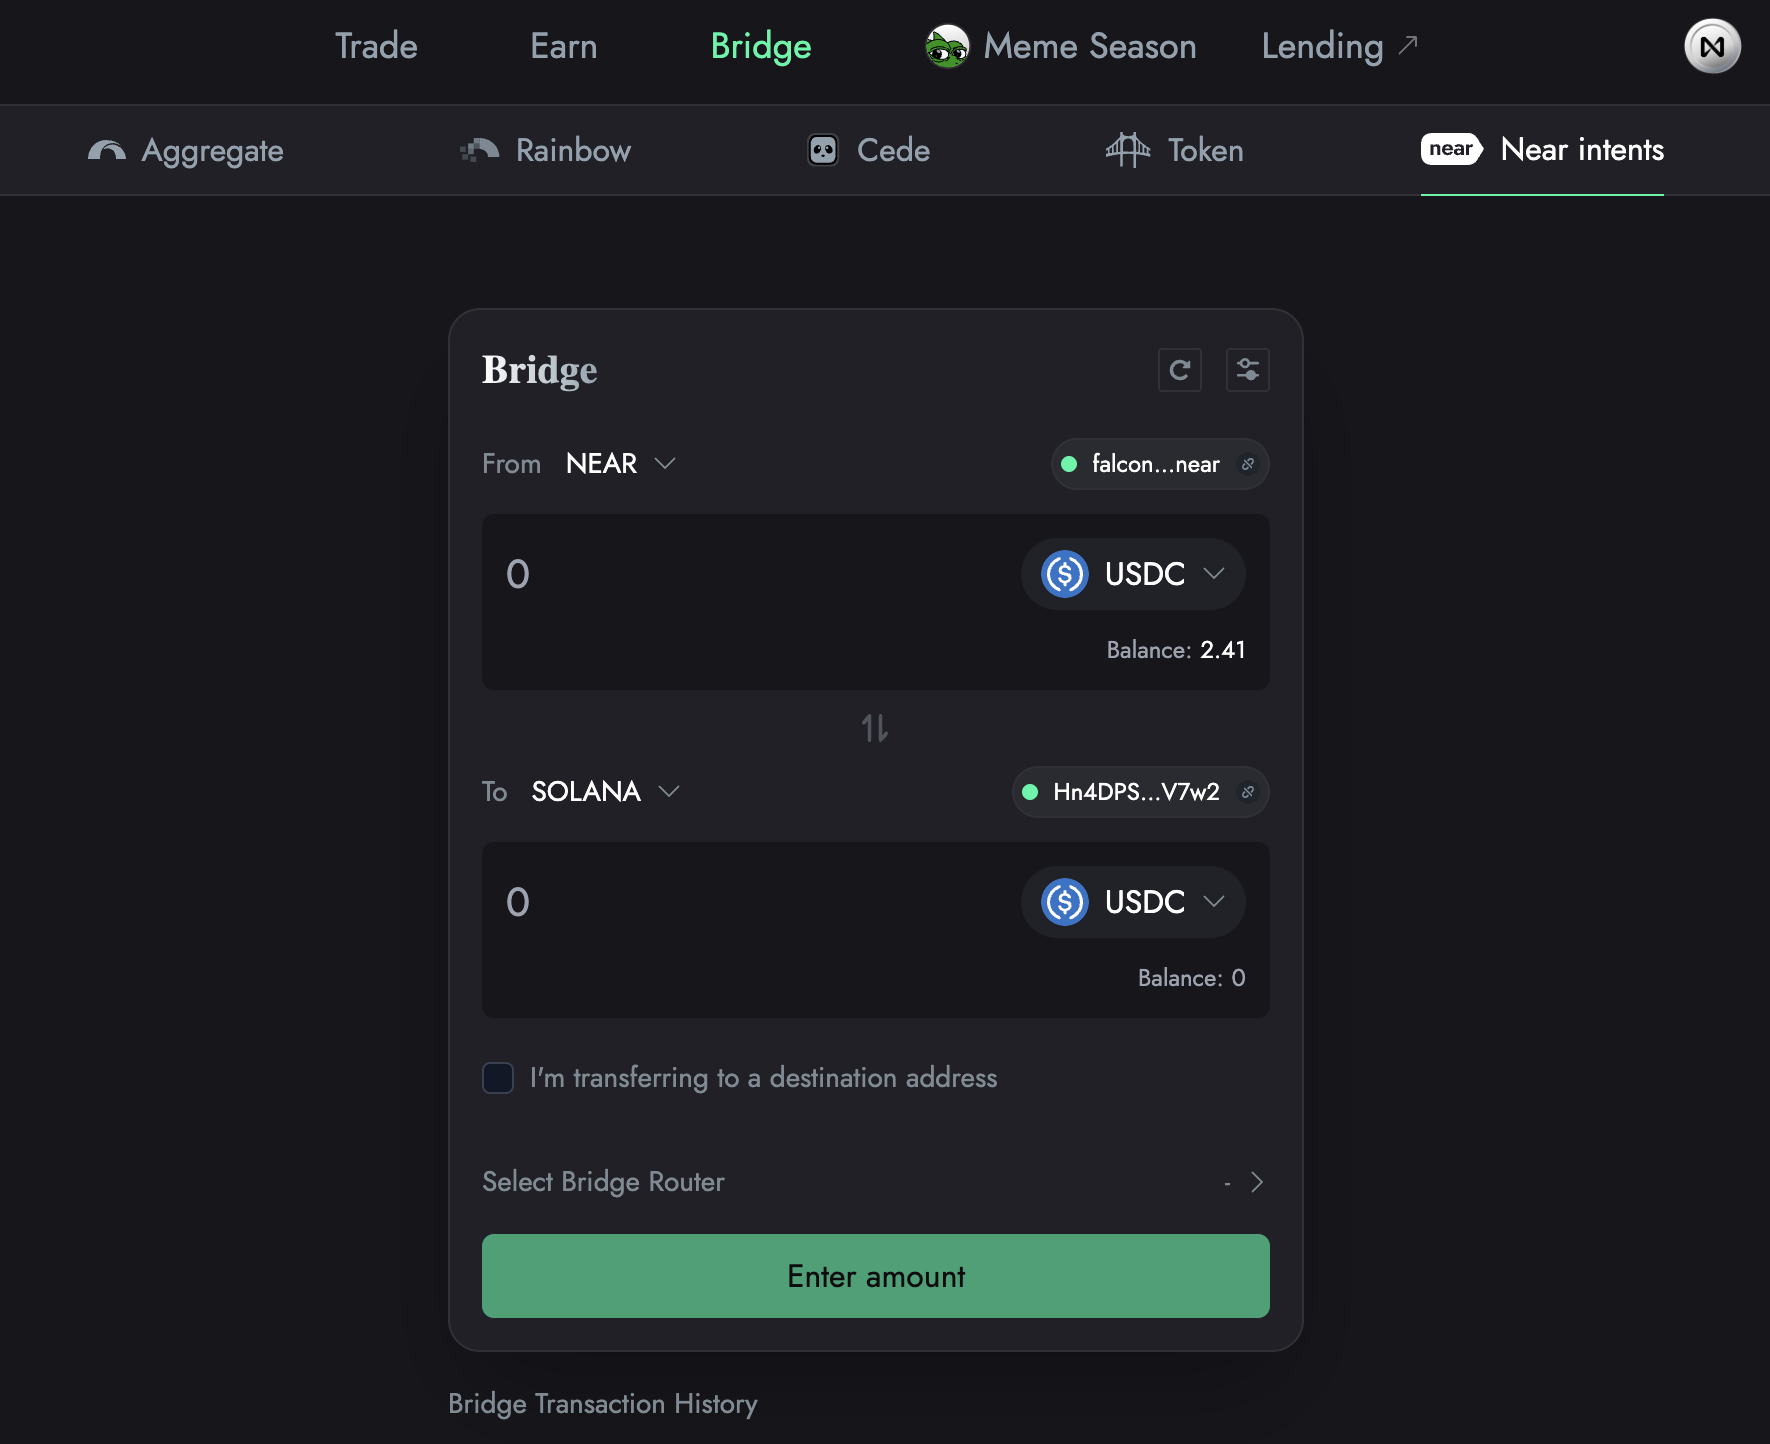 Trade Earn Bridge Meme Season Lending
Aggregate Rainbow Cede Token near Near intents
Bridge
From NEAR falcon...near
0 USDC
Balance: 2.41
To SOLANA Hn4DPS...V7w2
0 USDC
Balance: 0
I'm transferring to a destination address
Select Bridge Router -
Enter amount
Bridge Transaction History